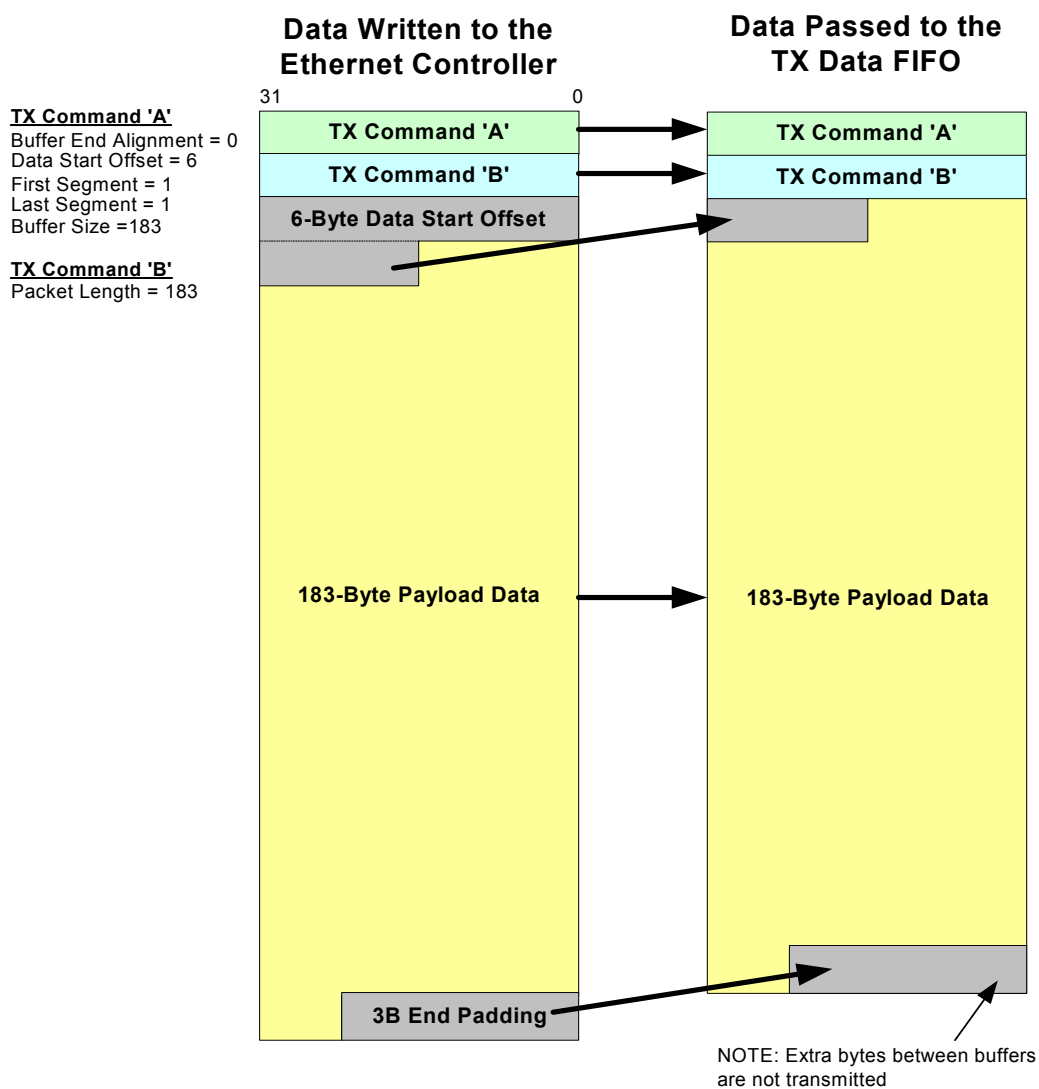 Data Written to the
Ethernet Controller
Data Passed to the
TX Data FIFO
31
0
TX Command 'A'
Buffer End Alignment = 0
Data Start Offset = 6
First Segment = 1
Last Segment = 1
Buffer Size =183
TX Command 'B'
Packet Length = 183
TX Command 'A'
TX Command 'B'
6-Byte Data Start Offset
183-Byte Payload Data
3B End Padding
TX Command 'A'
TX Command 'B'
183-Byte Payload Data
NOTE: Extra bytes between buffers
are not transmitted